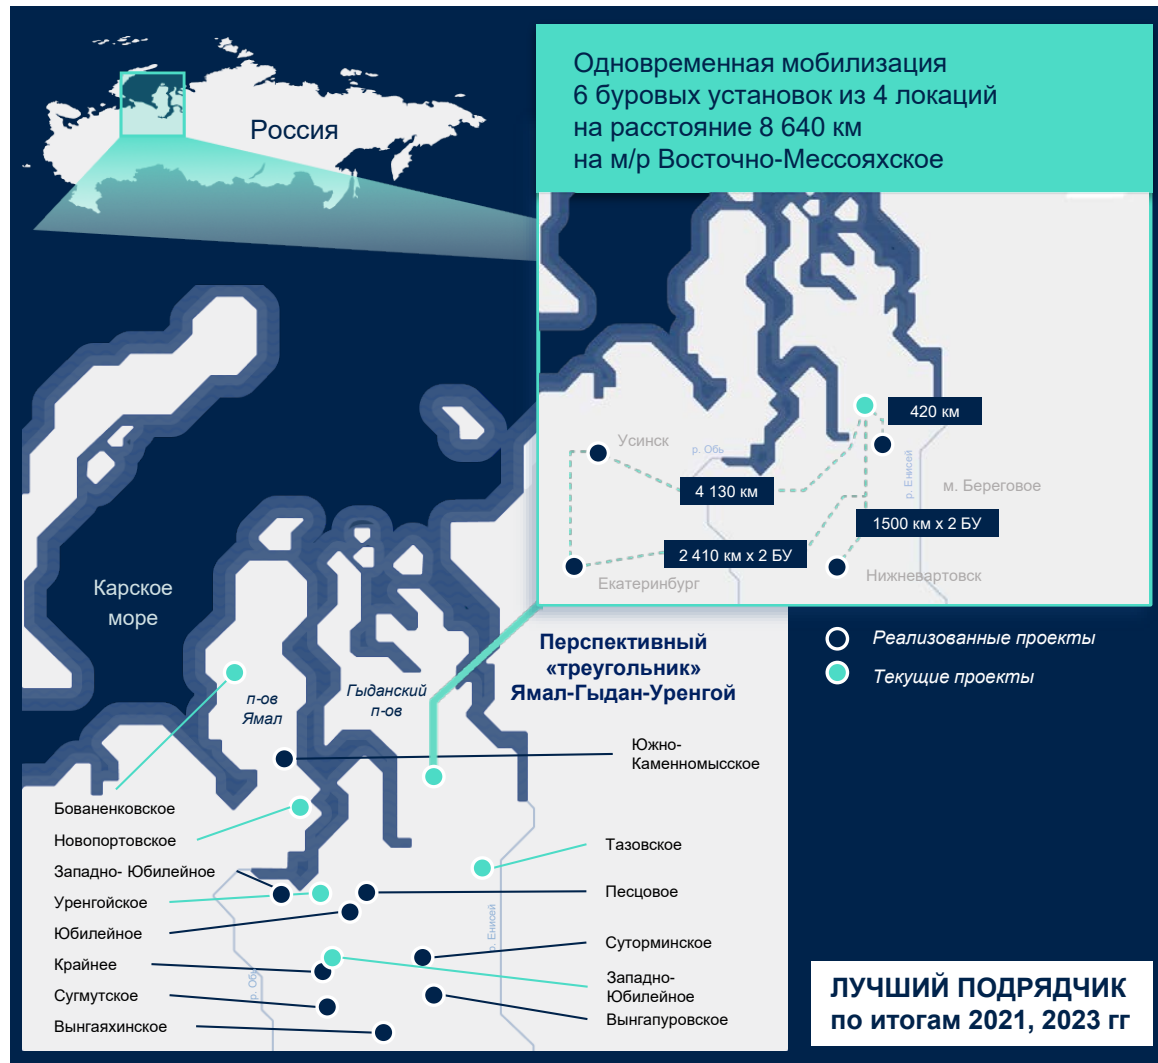 Россия
Одновременная мобилизация
6 буровых установок из 4 локаций
на расстояние 8 640 км
на м/р Восточно-Мессояхское
420 км
Усинск
р. Обь
р. Енисей
м. Береговое
4 130 км
1500 км x 2 БУ
2 410 км x 2 БУ
Екатеринбург
Нижневартовск
Карское
море
п-ов
Ямал
Гыданский
п-ов
Перспективный
«треугольник»
Ямал-Гыдан-Уренгой
Реализованные проекты
Текущие проекты
Южно-
Каменномысское
Бованенковское
Новопортовское
Западно- Юбилейное
Уренгойское
Юбилейное
Крайнее
Сугмутское
Вынгаяхинское
Тазовское
Песцовое
Суторминское
Западно-
Юбилейное
Вынгапуровское
р. Обь
р. Енисей
ЛУЧШИЙ ПОДРЯДЧИК
по итогам 2021, 2023 гг